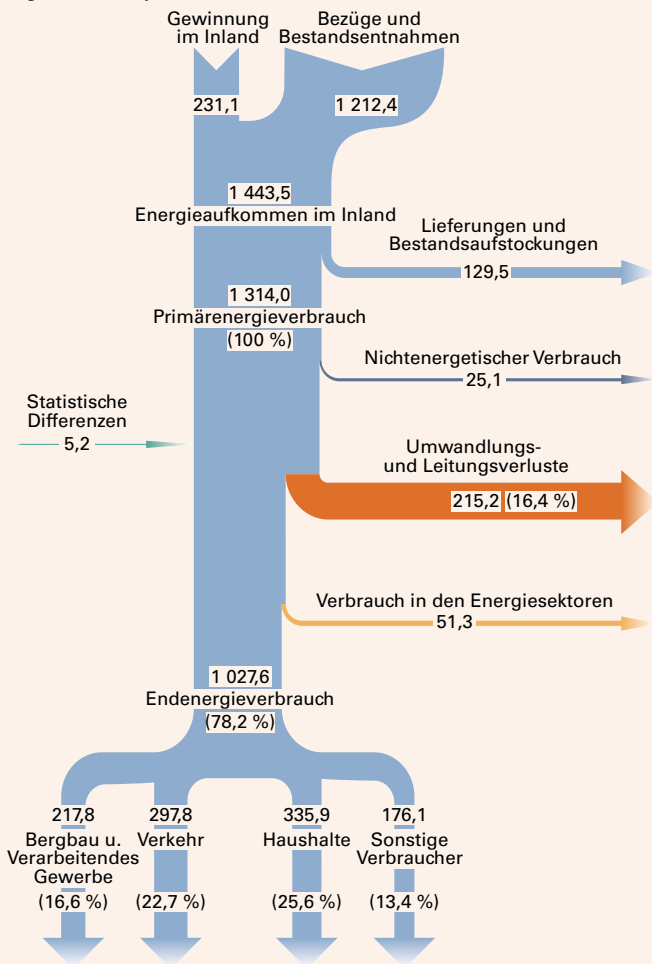 Gewinnung
im Inland
Bezüge und
Bestandsentnahmen
231,1
1 212,4
1 443,5
Energieaufkommen im Inland
Lieferungen und
Bestandsaufstockungen
129,5
1 314,0
Primärenergieverbrauch
(100 %)
Nichtenergetischer Verbrauch
25,1
Statistische
Differenzen
5,2
Umwandlungs-
und Leitungsverluste
215,2 (16,4 %)
Verbrauch in den Energiesektoren
51,3
1 027,6
Endenergieverbrauch
(78,2 %)
217,8
Bergbau u.
Verarbeitendes
Gewerbe
(16,6 %)
297,8
Verkehr
(22,7 %)
335,9
Haushalte
(25,6 %)
176,1
Sonstige
Verbraucher
(13,4 %)